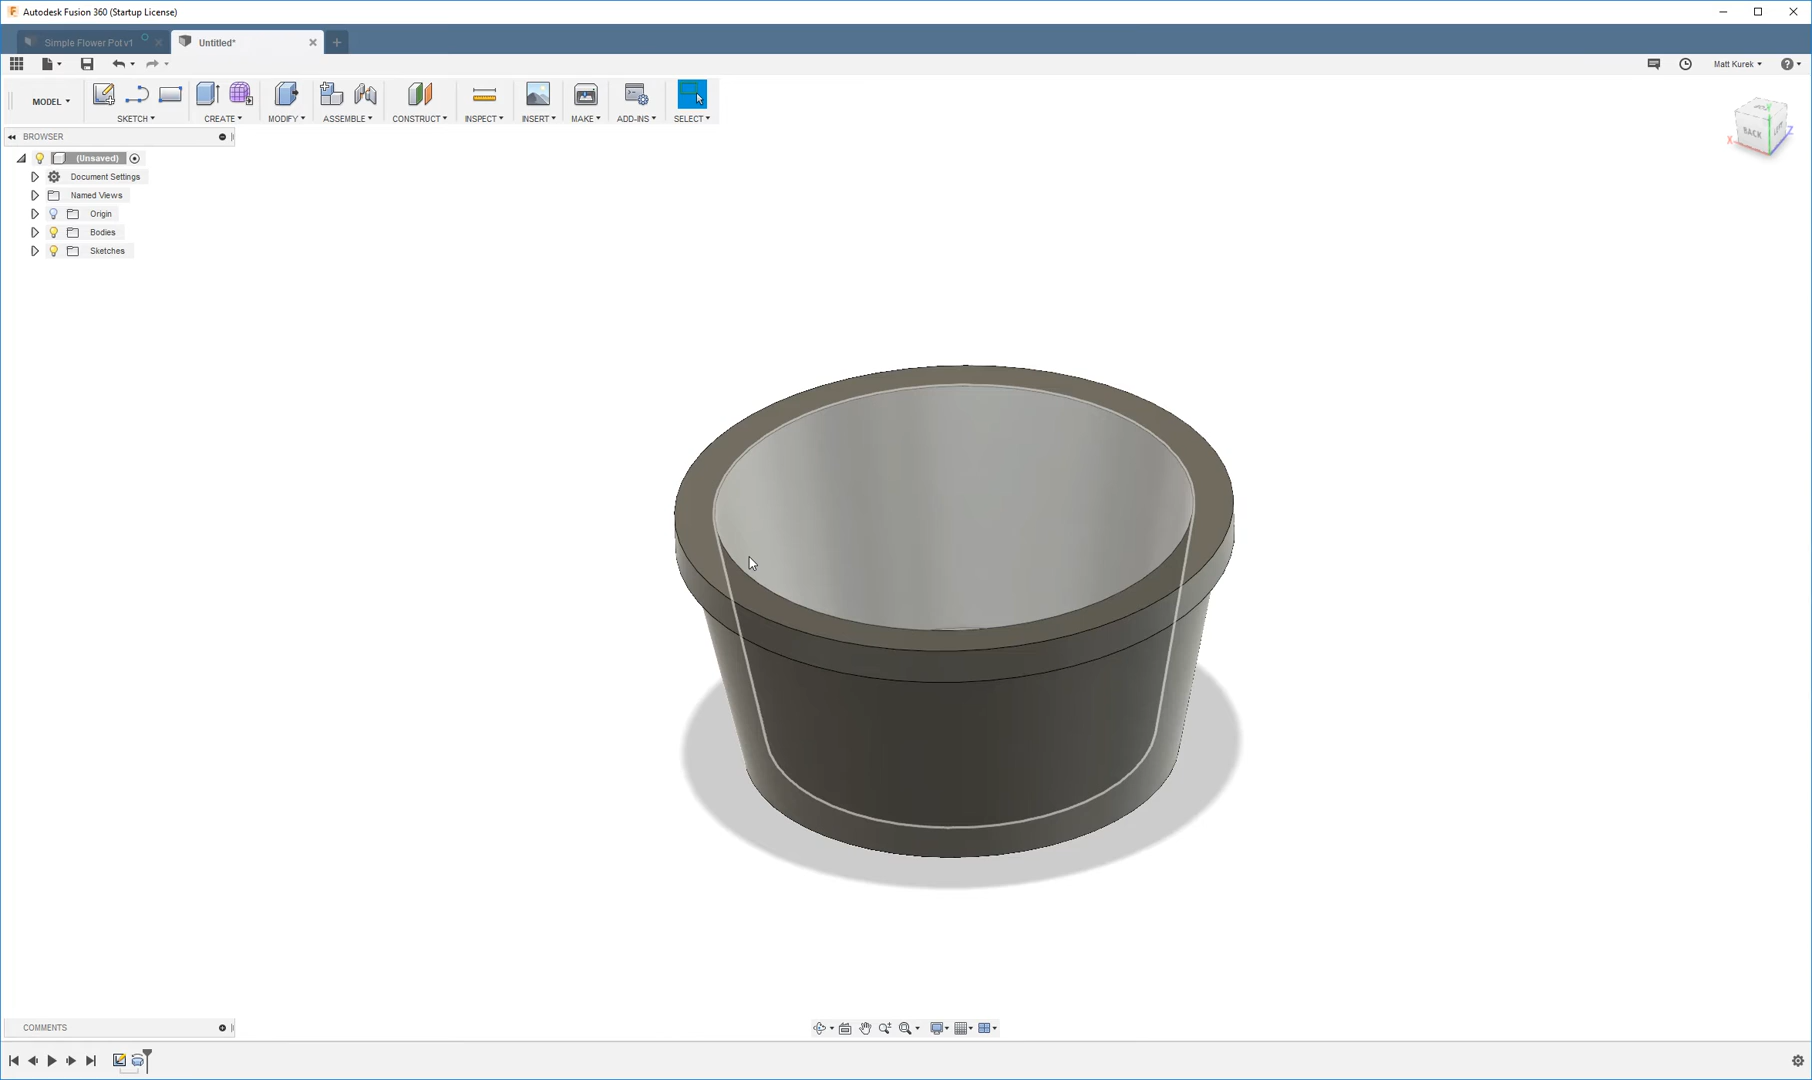 Autodesk Fusion 360 (Startup License)
Simple Flower Pot v1
Untitled*
Matt Kurek
MODEL
SKETCH
CREATE
MODIFY
ASSEMBLE
CONSTRUCT
INSPECT
INSERT
MAKE
ADD-INS
SELECT
BROWSER
(Unsaved)
Document Settings
Named Views
Origin
Bodies
Sketches
X
BACK
Y
Z
COMMENTS